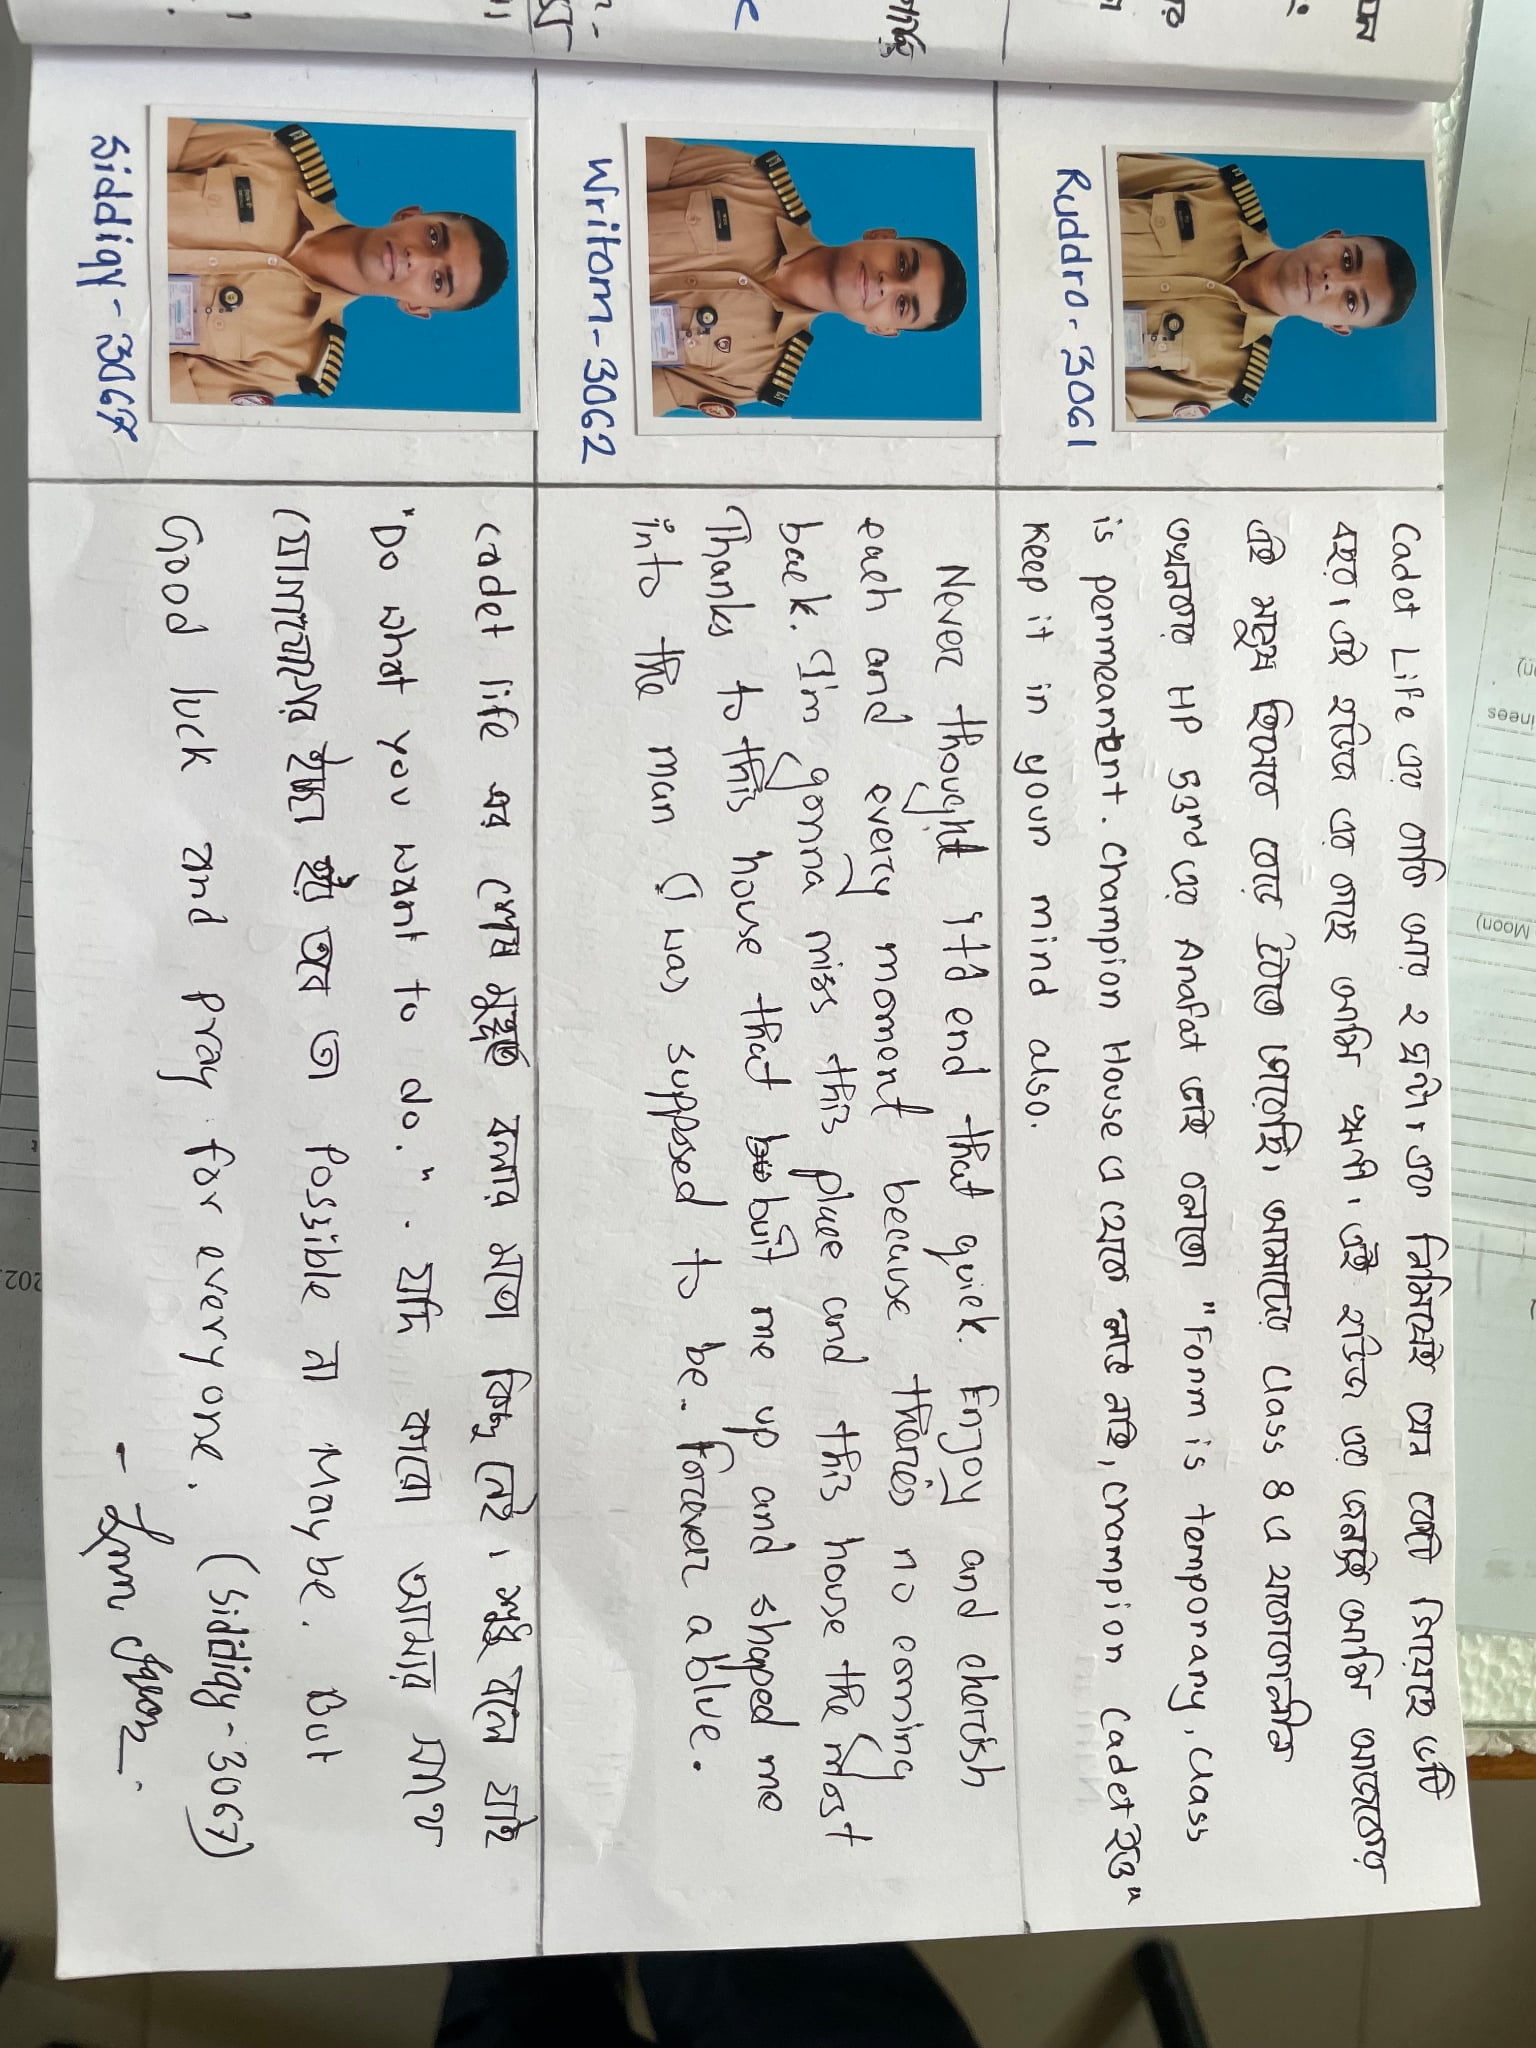 Cadet Life এর বাকি আর ২ ঘন্টা। এক নিমিষেই যেন কেটে গিয়েছে ৬টি
বছর। এই হাউজ এর কাছে আমি ঋণী। এই হাউজ এর জন্যই আমি আজকের
এই মানুষ হিসেবে বেড়ে উঠতে পেরেছি। আমাদের Class 8 এ থাকাকালীন
তখনকার HP 53rd এর Arafat ভাই বলতো "Form is temporary, Class
is permeanent. Champion House এ থেকে লাভ নাই, Champion Cadet হও"
Keep it in your mind also.
Ruddro - 3061
Never thought it'd end that quick. Enjoy and cherish
each and every moment because there's no coming
back. I'm gonna miss this place and this house the most
Thanks to this house that built me up and shaped me
into the man I was supposed to be. Forever a blue.
Writom - 3062
Cadet life এর শেষ মুহূর্তে বলার মতো কিছু নেই। শুধু বলে যাই
"Do what you want to do." . যদি কারো আমার সাথে
যোগাযোগের ইচ্ছা হয় তবে তা Possible না Maybe. But
Good luck and pray for everyone. (Siddiqy - 3067)
Siddiqy - 3067
Moon)
inees
202